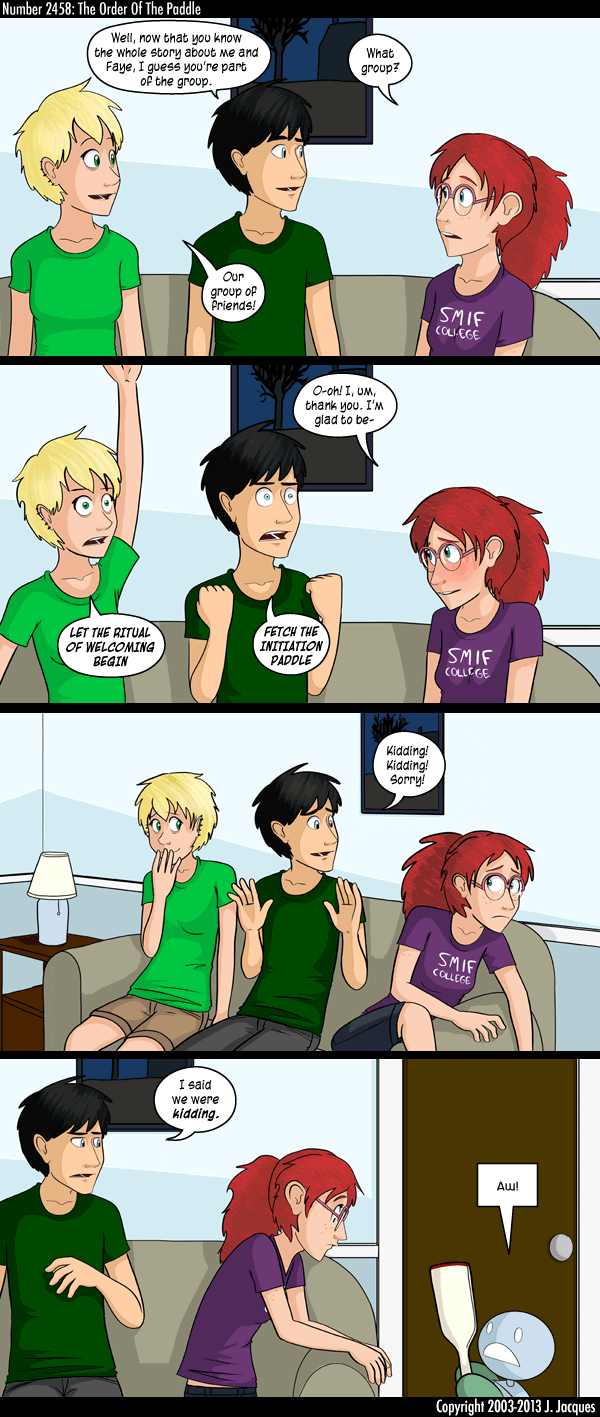 Number 2458: The Order Of The Paddle
Well, now that you know
the whole story about me and
Faye, I guess you're part
of the group.
What
group?
Our
group of
friends!
SMIF
COLLEGE
O-oh! I, um,
thank you. I'm
glad to be-
LET THE RITUAL
OF WELCOMING
BEGIN
FETCH THE
INITIATION
PADDLE
SMIF
COLLEGE
Kidding!
Kidding!
Sorry!
SMIF
COLLEGE
I said
we were
kidding.
Aw!
Copyright 2003-2013 J. Jacques